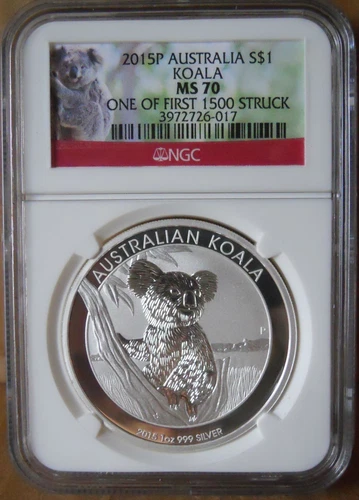 2015P AUSTRALIA S$1
KOALA
MS 70
ONE OF FIRST 1500 STRUCK
3972726-017
NGC
AUSTRALIAN KOALA
P
2015 1oz 999 SILVER